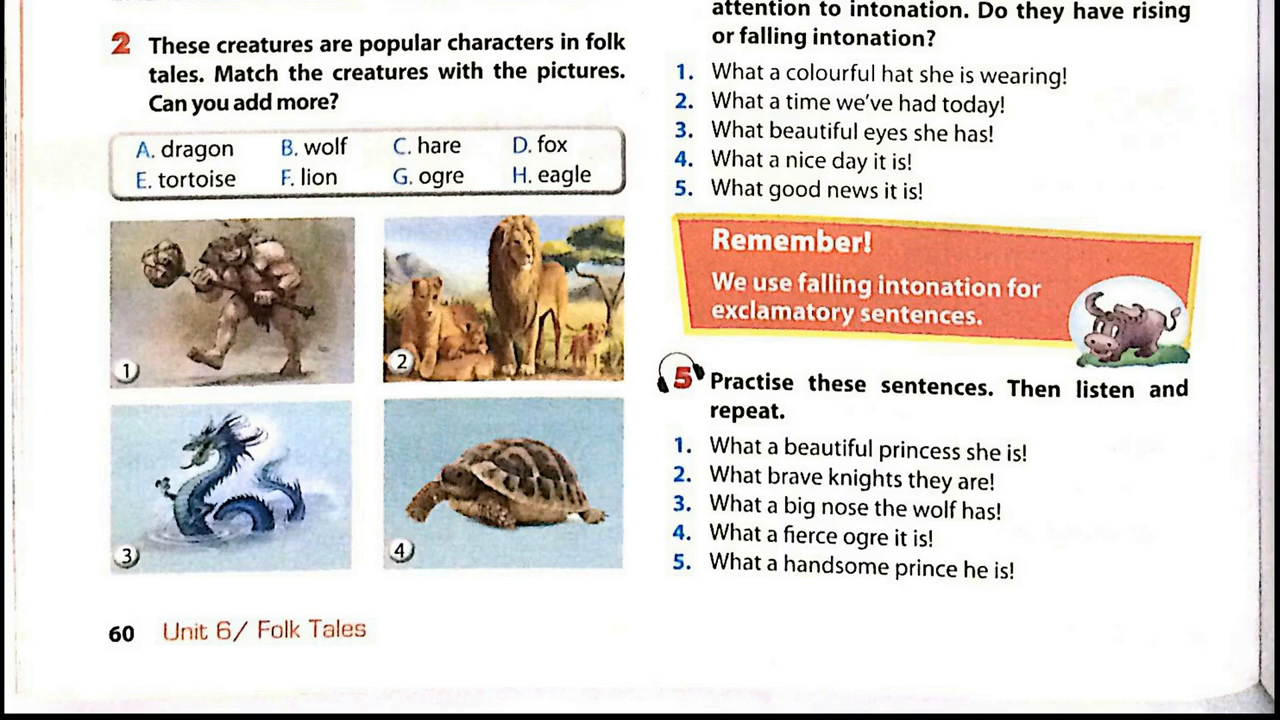 2 These creatures are popular characters in folk
tales. Match the creatures with the pictures.
Can you add more?
A. dragon B. wolf C. hare D. fox
E. tortoise F. lion G. ogre H. eagle
1
2
3
4
60 Unit 6/ Folk Tales
attention to intonation. Do they have rising
or falling intonation?
1. What a colourful hat she is wearing!
2. What a time we've had today!
3. What beautiful eyes she has!
4. What a nice day it is!
5. What good news it is!
Remember!
We use falling intonation for
exclamatory sentences.
5 Practise these sentences. Then listen and
repeat.
1. What a beautiful princess she is!
2. What brave knights they are!
3. What a big nose the wolf has!
4. What a fierce ogre it is!
5. What a handsome prince he is!